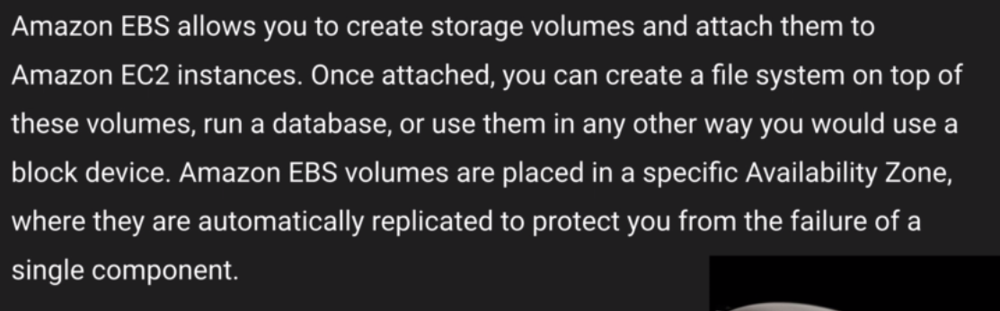 Amazon EBS allows you to create storage volumes and attach them to
Amazon EC2 instances. Once attached, you can create a file system on top of
these volumes, run a database, or use them in any other way you would use a
block device. Amazon EBS volumes are placed in a specific Availability Zone,
where they are automatically replicated to protect you from the failure of a
single component.